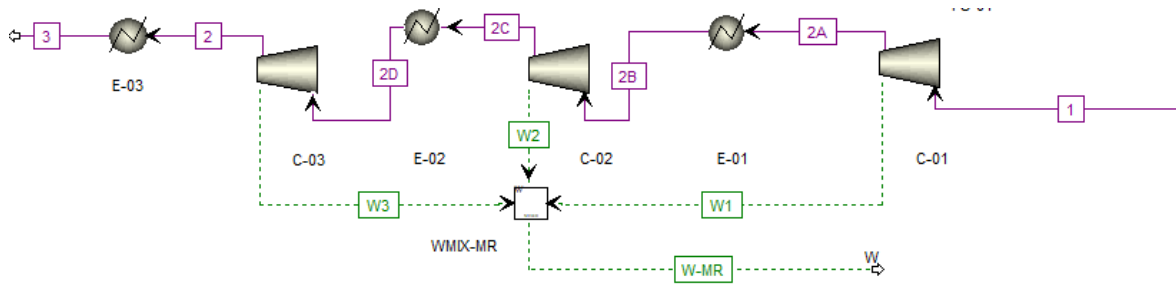 3
2
2C
2A
2D
2B
1
E-03
W2
C-03
E-02
C-02
E-01
C-01
W3
W
W1
WMIX-MR
W
W-MR